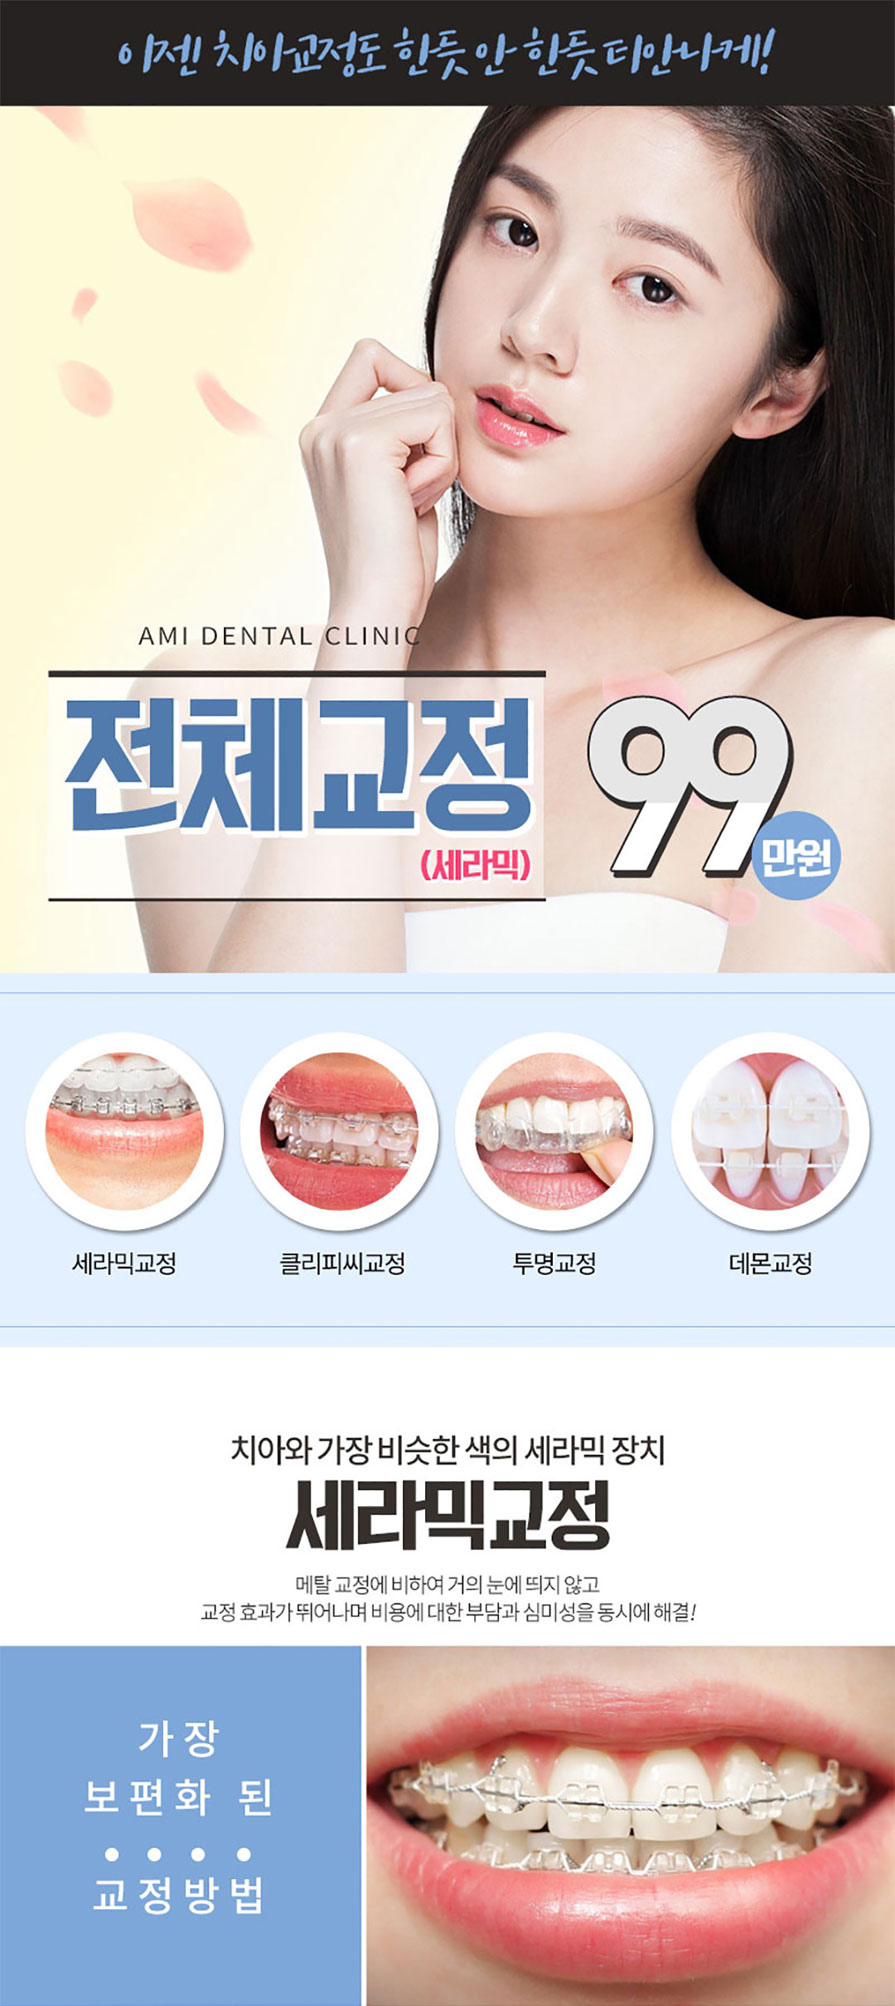 이젠 치아교정도 한듯 안 한듯 티안나게!
AMI DENTAL CLINIC
전체교정
(세라믹)
99
만원
세라믹교정
클리피씨교정
투명교정
데몬교정
치아와 가장 비슷한 색의 세라믹 장치
세라믹교정
메탈 교정에 비하여 거의 눈에 띄지 않고
교정 효과가 뛰어나며 비용에 대한 부담과 심미성을 동시에 해결!
가장
보편화 된
교정방법